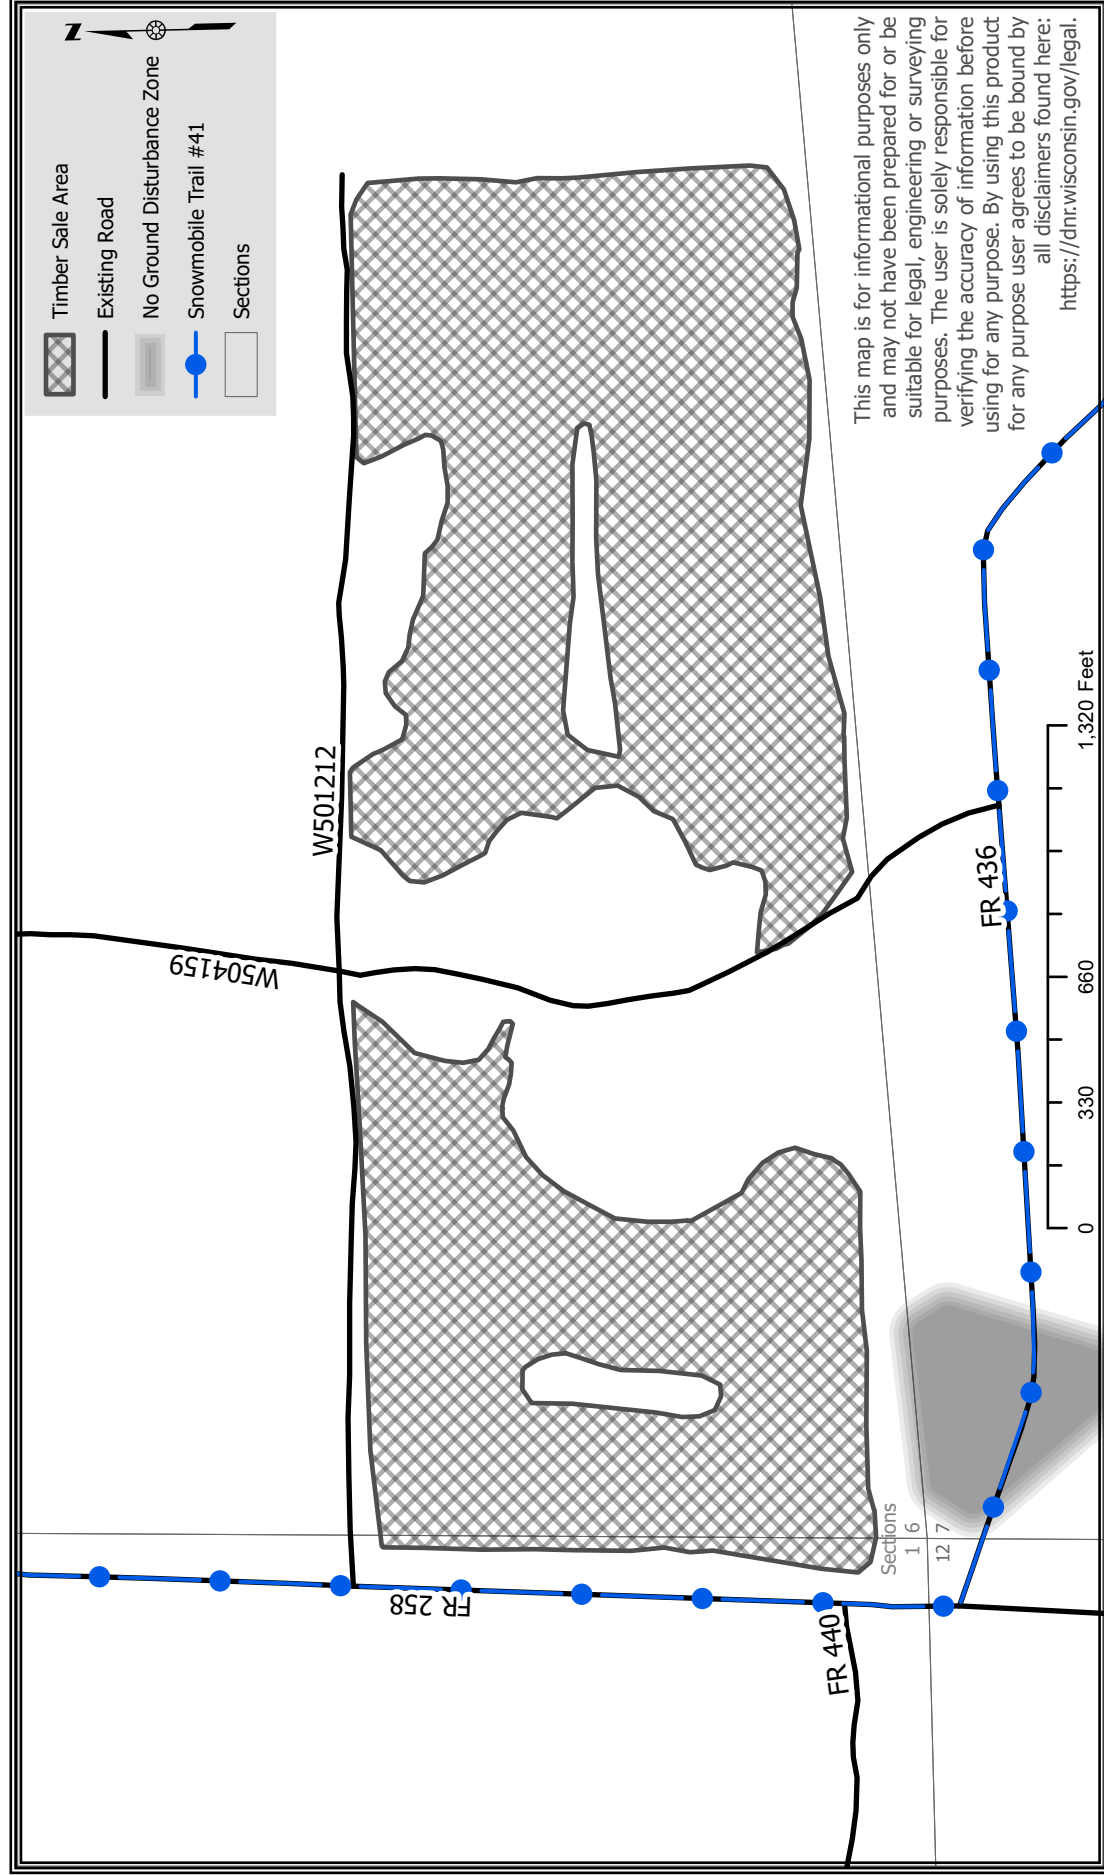 N
Timber Sale Area
Existing Road
No Ground Disturbance Zone
Snowmobile Trail #41
Sections
W501212
W504159
FR 258
FR 440
FR 436
Sections
1 6
12 7
0 330 660 1,320 Feet
This map is for informational purposes only
and may not have been prepared for or be
suitable for legal, engineering or surveying
purposes. The user is solely responsible for
verifying the accuracy of information before
using for any purpose. By using this product
for any purpose user agrees to be bound by
all disclaimers found here:
https://dnr.wisconsin.gov/legal.